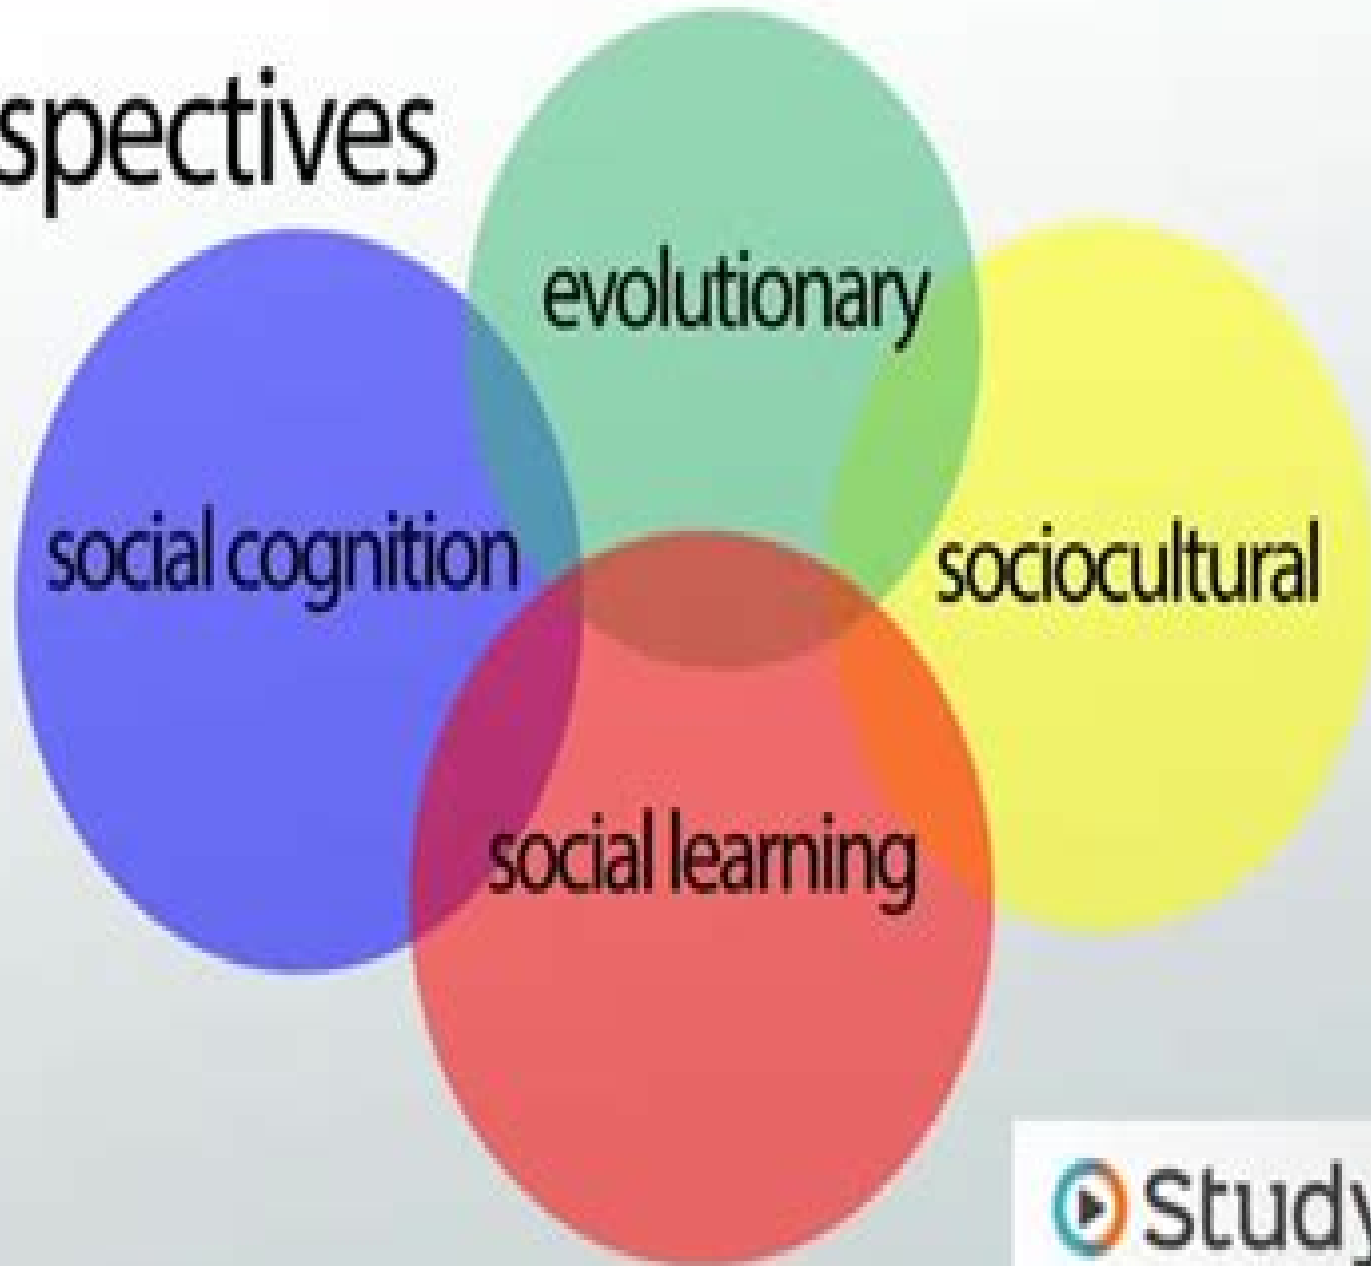 spectives
evolutionary
social cognition
sociocultural
social learning
Study